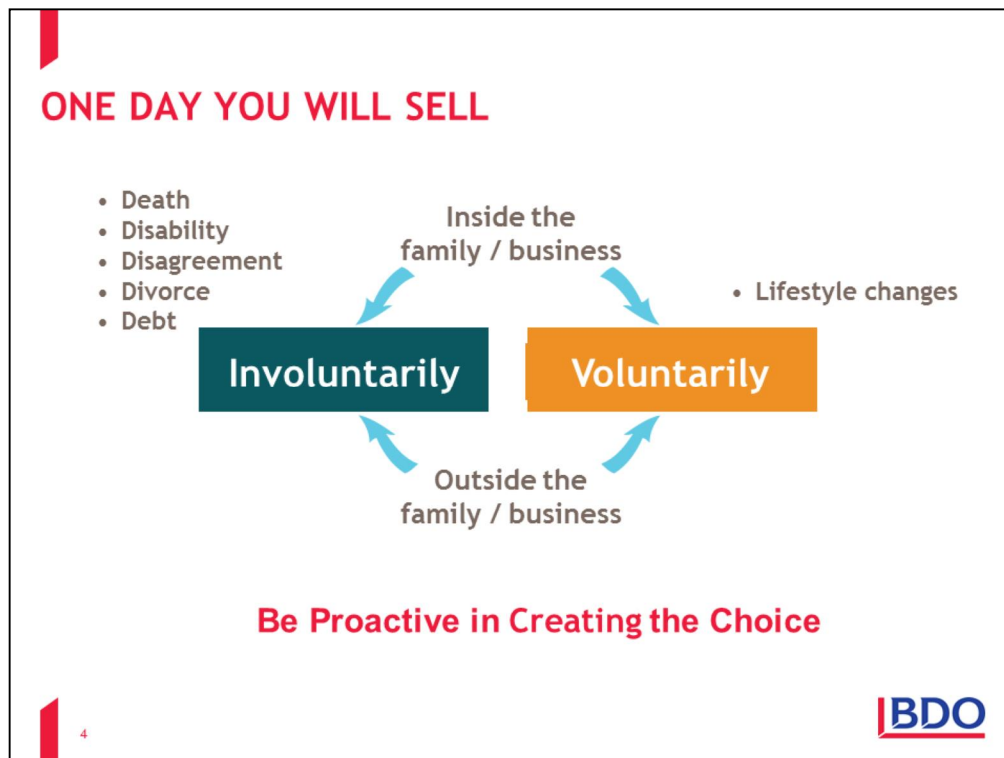 ONE DAY YOU WILL SELL
• Death
• Disability
• Disagreement
• Divorce
• Debt
Inside the
family / business
• Lifestyle changes
Involuntarily
Voluntarily
Outside the
family / business
Be Proactive in Creating the Choice
4
BDO